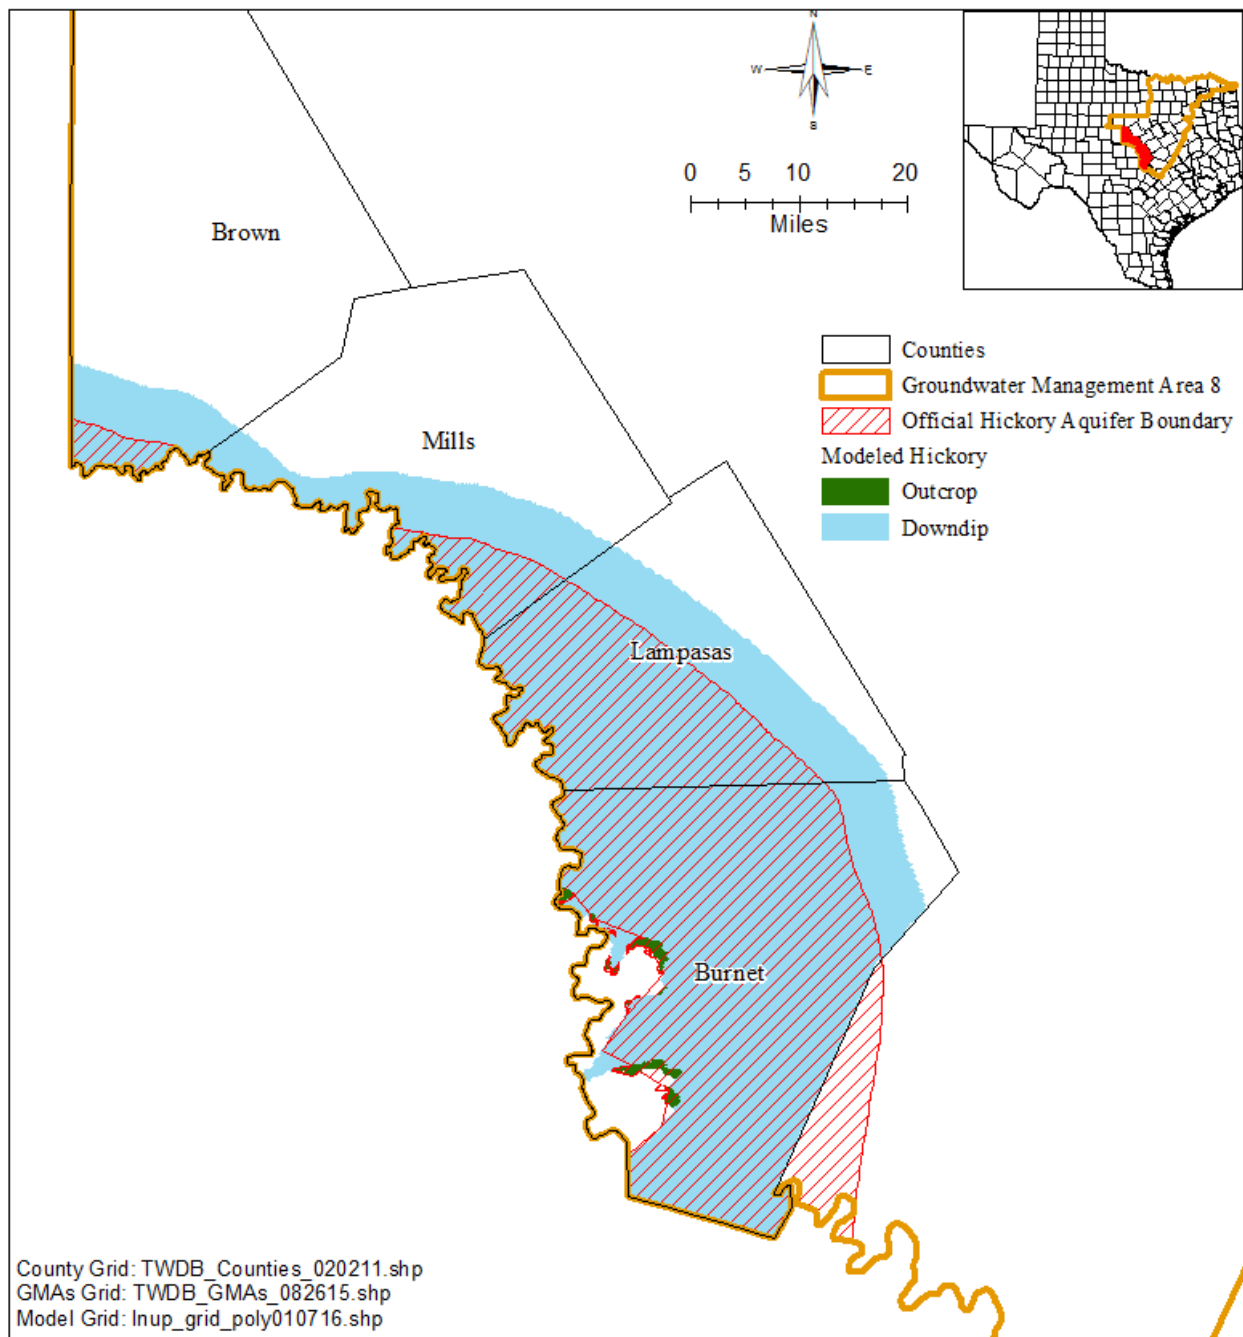 N
W E
S
0 5 10 20
Miles
Brown
Counties
Groundwater Management Area 8
Official Hickory Aquifer Boundary
Mills
Modeled Hickory
Outcrop
Downdip
Lampasas
Burnet
County Grid: TWDB_Counties_020211.shp
GMAs Grid: TWDB_GMAs_082615.shp
Model Grid: lnup_grid_poly010716.shp